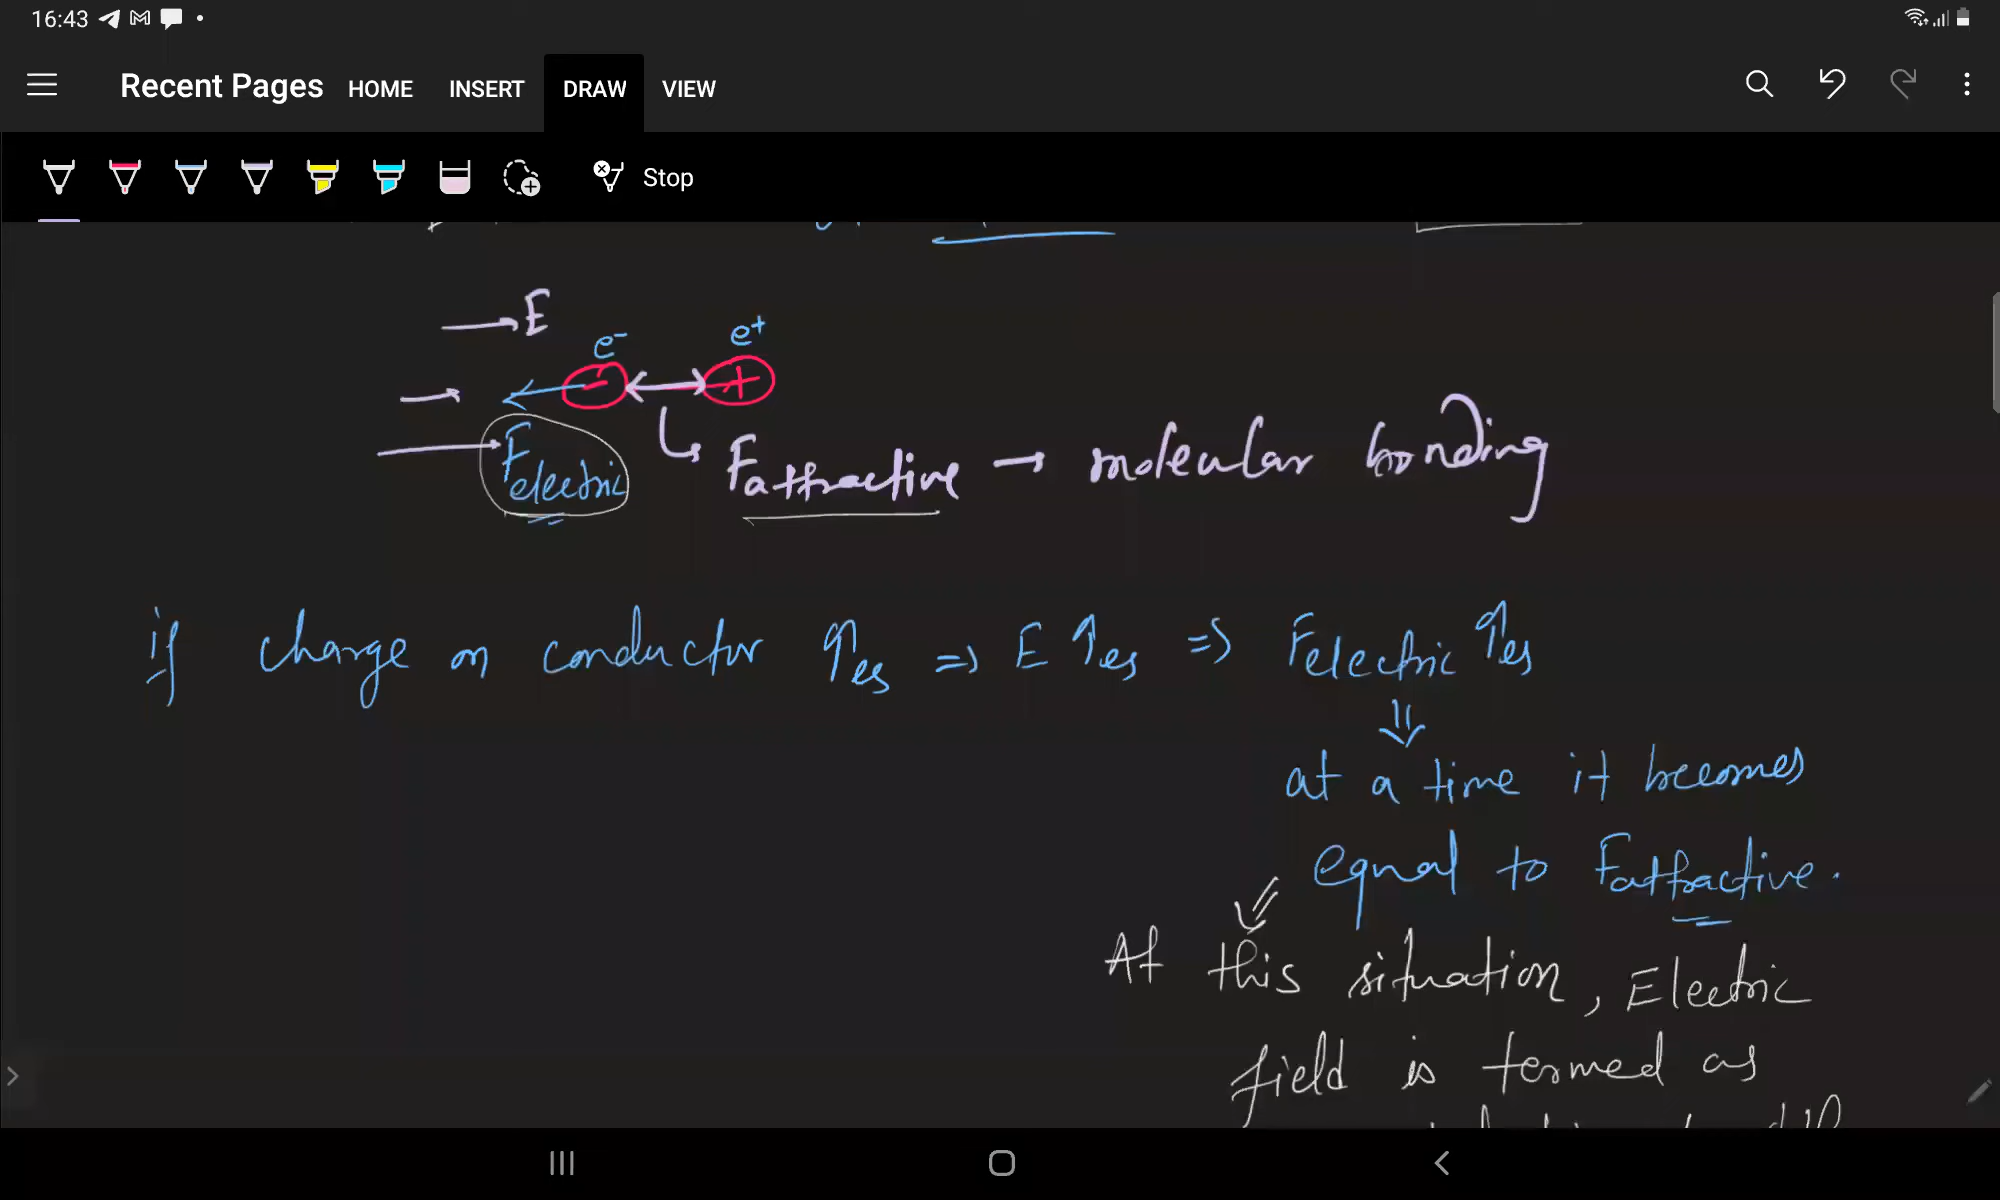 16:43
Recent Pages HOME INSERT DRAW VIEW
Stop
→ E
e⁻ e⁺
− +
Felectric
Fattractive → molecular bonding
if charge on conductor ↑es => E ↑es => Felectric ↑es
at a time it becomes
equal to Fattractive.
At this situation, Electric
field is termed as